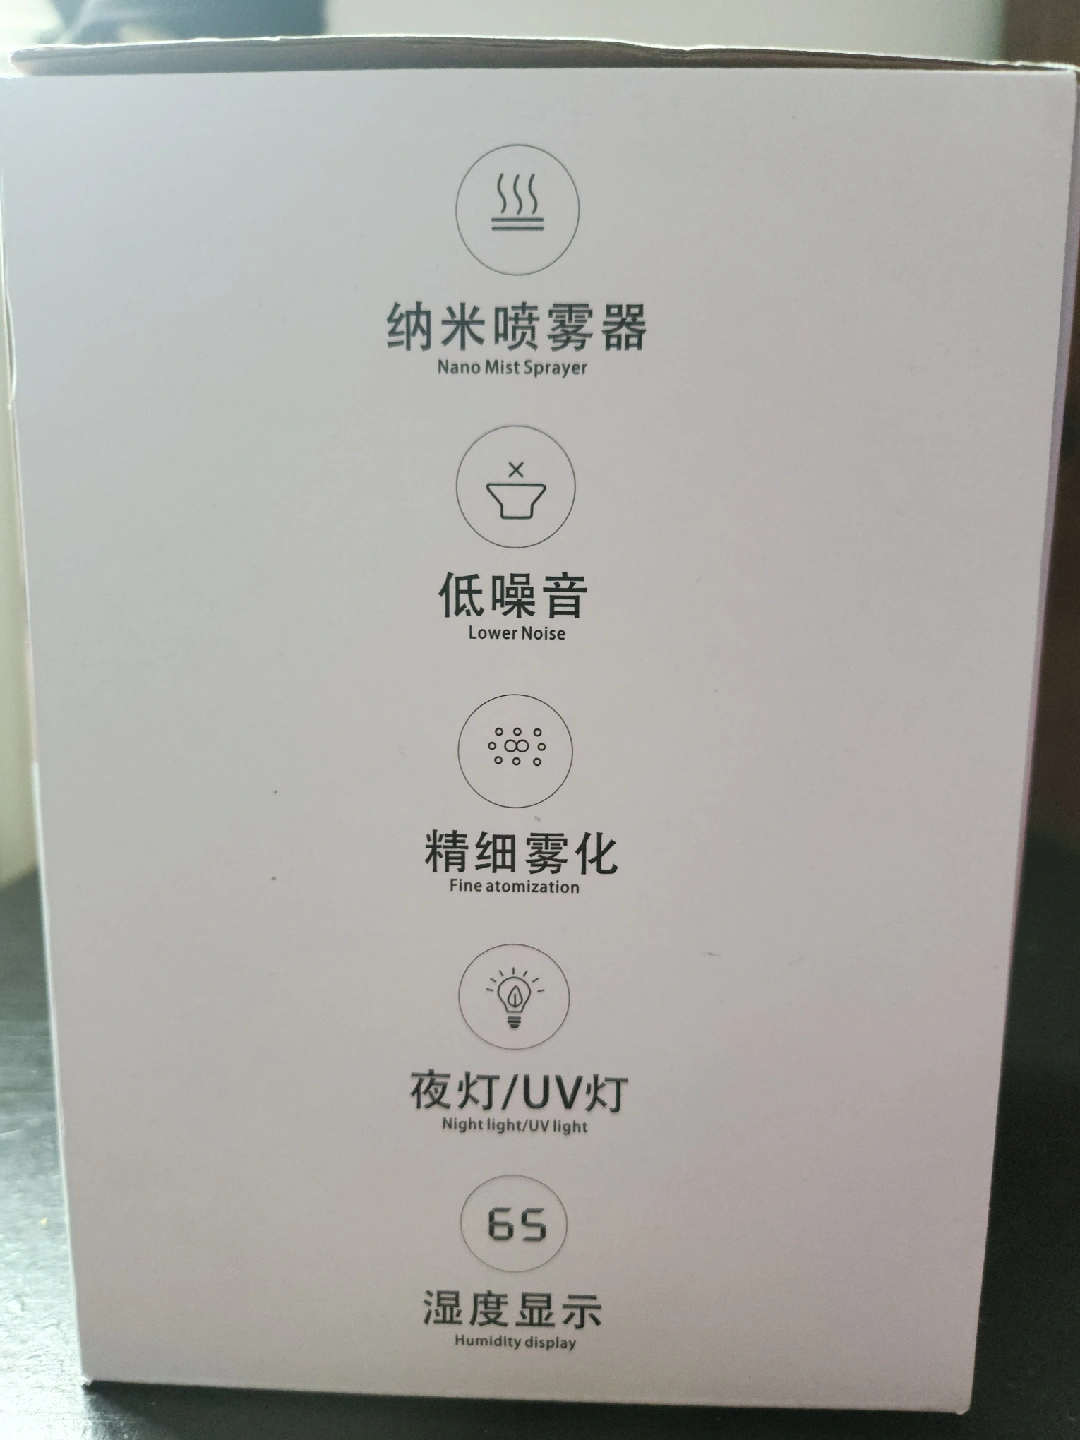 纳米喷雾器
Nano Mist Sprayer
低噪音
Lower Noise
精细雾化
Fine atomization
夜灯/UV灯
Night light/UV light
65
湿度显示
Humidity display